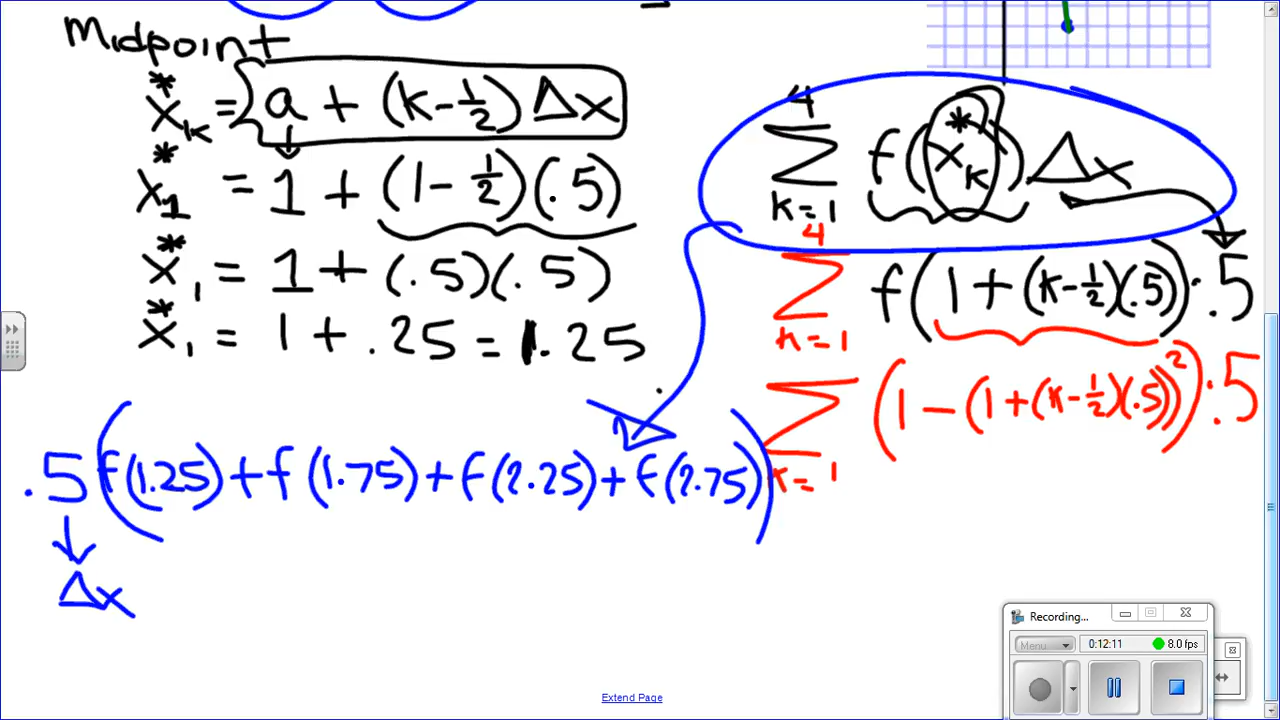 Midpoint
x*k = a + (k - 1/2) Δx
x*1 = 1 + (1 - 1/2)(.5)
x*1 = 1 + (.5)(.5)
x*1 = 1 + .25 = 1.25
4
Σ f(x*k) Δx
k=1
4
Σ f(1 + (k - 1/2)(.5)) · .5
k=1
Σ (1 - (1 + (k - 1/2)(.5))²) · .5
k=1
.5(f(1.25) + f(1.75) + f(2.25) + f(2.75))
Δx
Recording...
Menu
0:12:11
8.0 fps
Extend Page